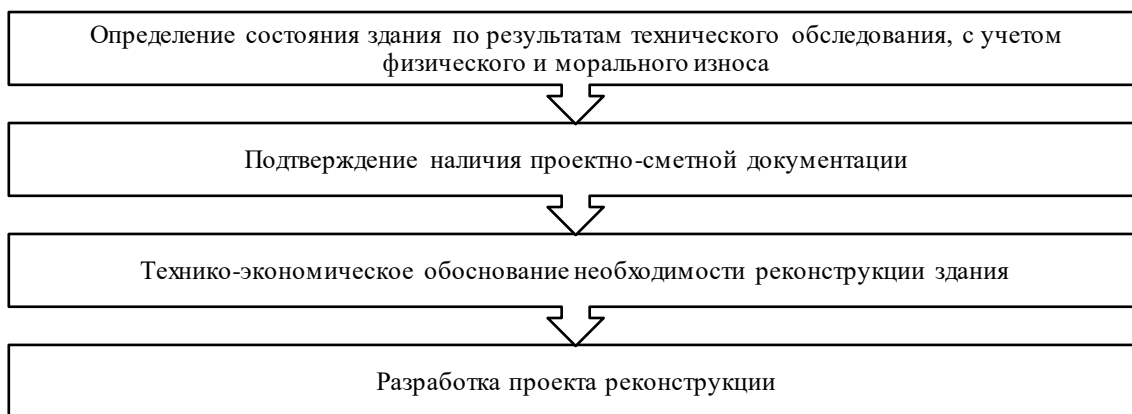 Определение состояния здания по результатам технического обследования, с учетом
физического и морального износа
Подтверждение наличия проектно-сметной документации
Технико-экономическое обоснование необходимости реконструкции здания
Разработка проекта реконструкции